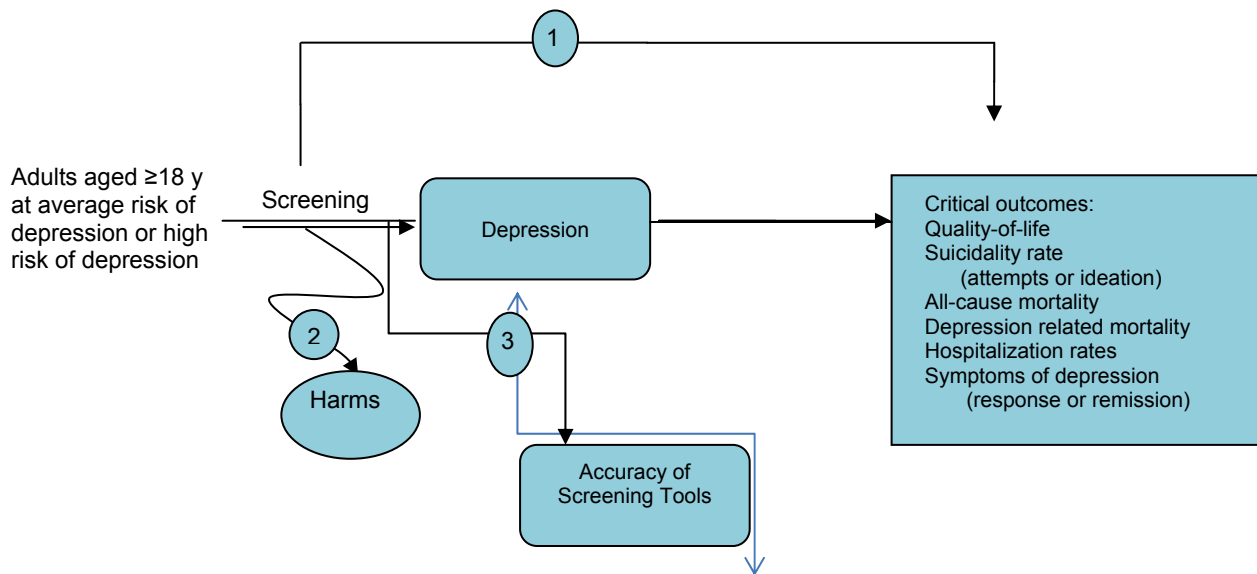 1
Adults aged ≥18 y
at average risk of
depression or high
risk of depression
Screening
Depression
Critical outcomes:
Quality-of-life
Suicidality rate
(attempts or ideation)
All-cause mortality
Depression related mortality
Hospitalization rates
Symptoms of depression
(response or remission)
2
3
Harms
Accuracy of
Screening Tools